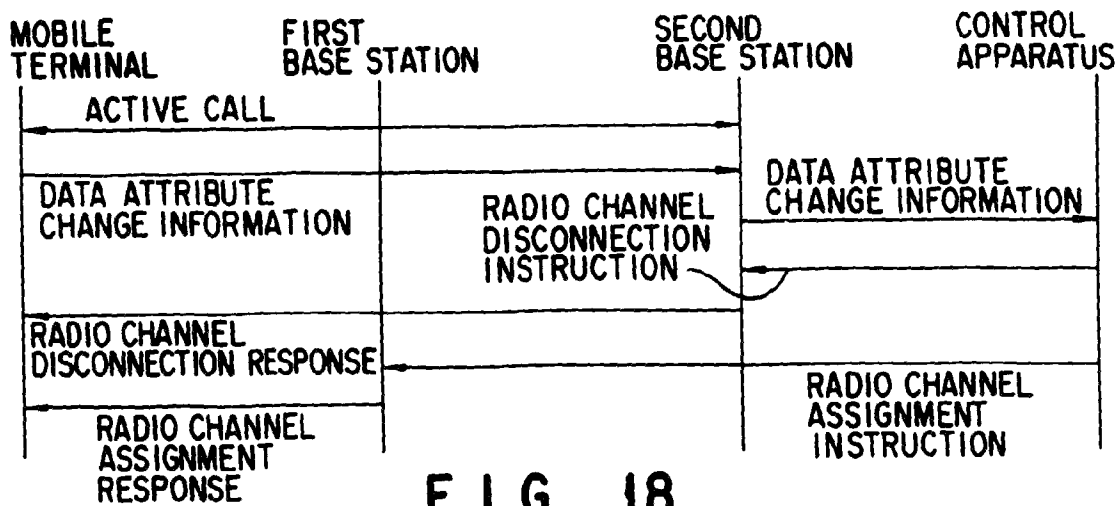 MOBILE
TERMINAL
FIRST
BASE STATION
SECOND
BASE STATION
CONTROL
APPARATUS
ACTIVE CALL
DATA ATTRIBUTE
CHANGE INFORMATION
DATA ATTRIBUTE
CHANGE INFORMATION
RADIO CHANNEL
DISCONNECTION
INSTRUCTION
RADIO CHANNEL
DISCONNECTION RESPONSE
RADIO CHANNEL
ASSIGNMENT
INSTRUCTION
RADIO CHANNEL
ASSIGNMENT
RESPONSE
FIG. 18